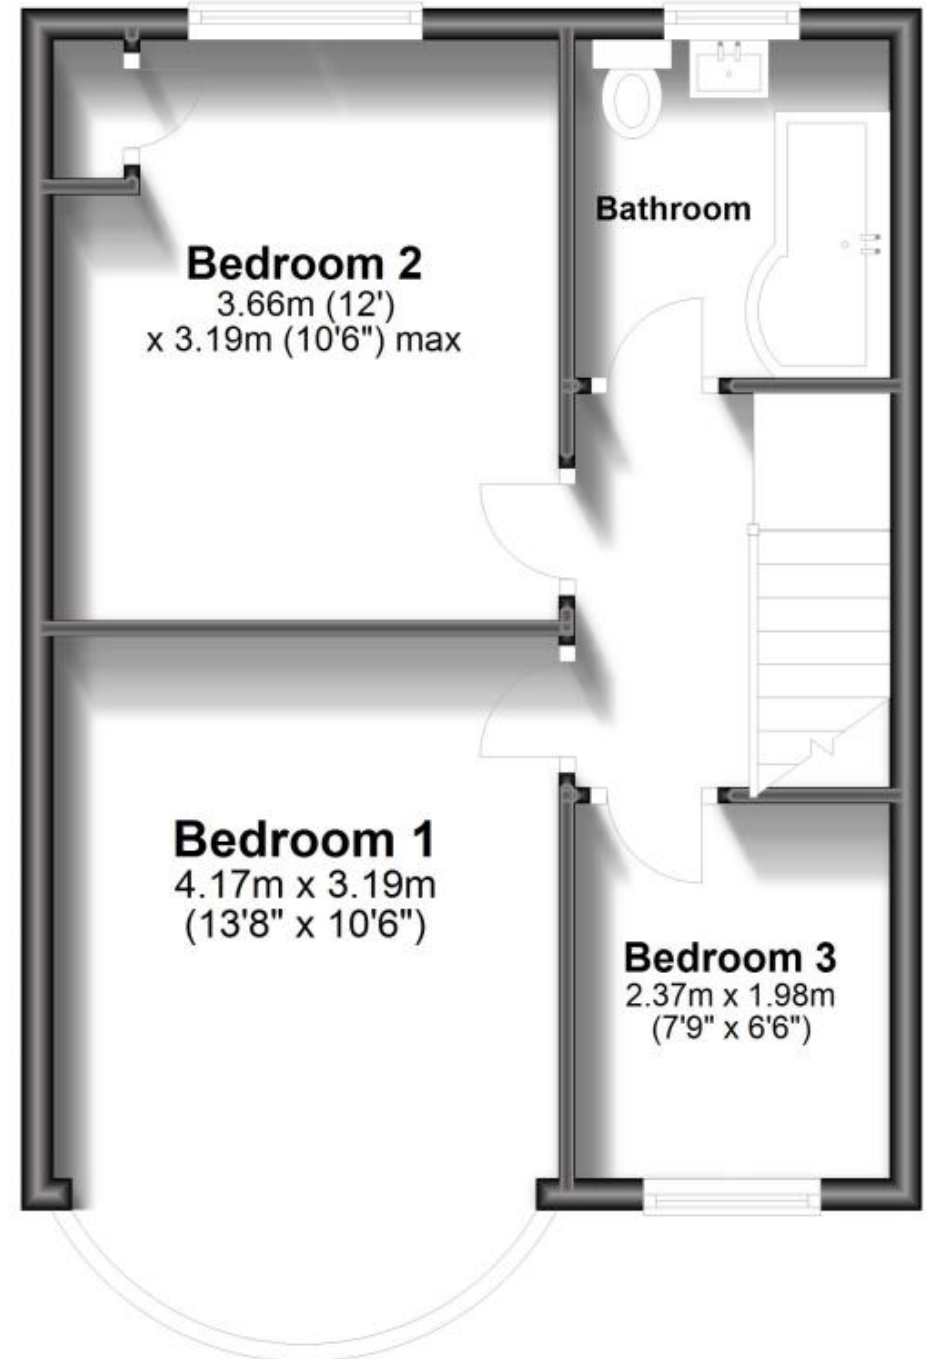 Bathroom
Bedroom 2
3.66m (12')
x 3.19m (10'6") max
Bedroom 1
4.17m x 3.19m
(13'8" x 10'6")
Bedroom 3
2.37m x 1.98m
(7'9" x 6'6")